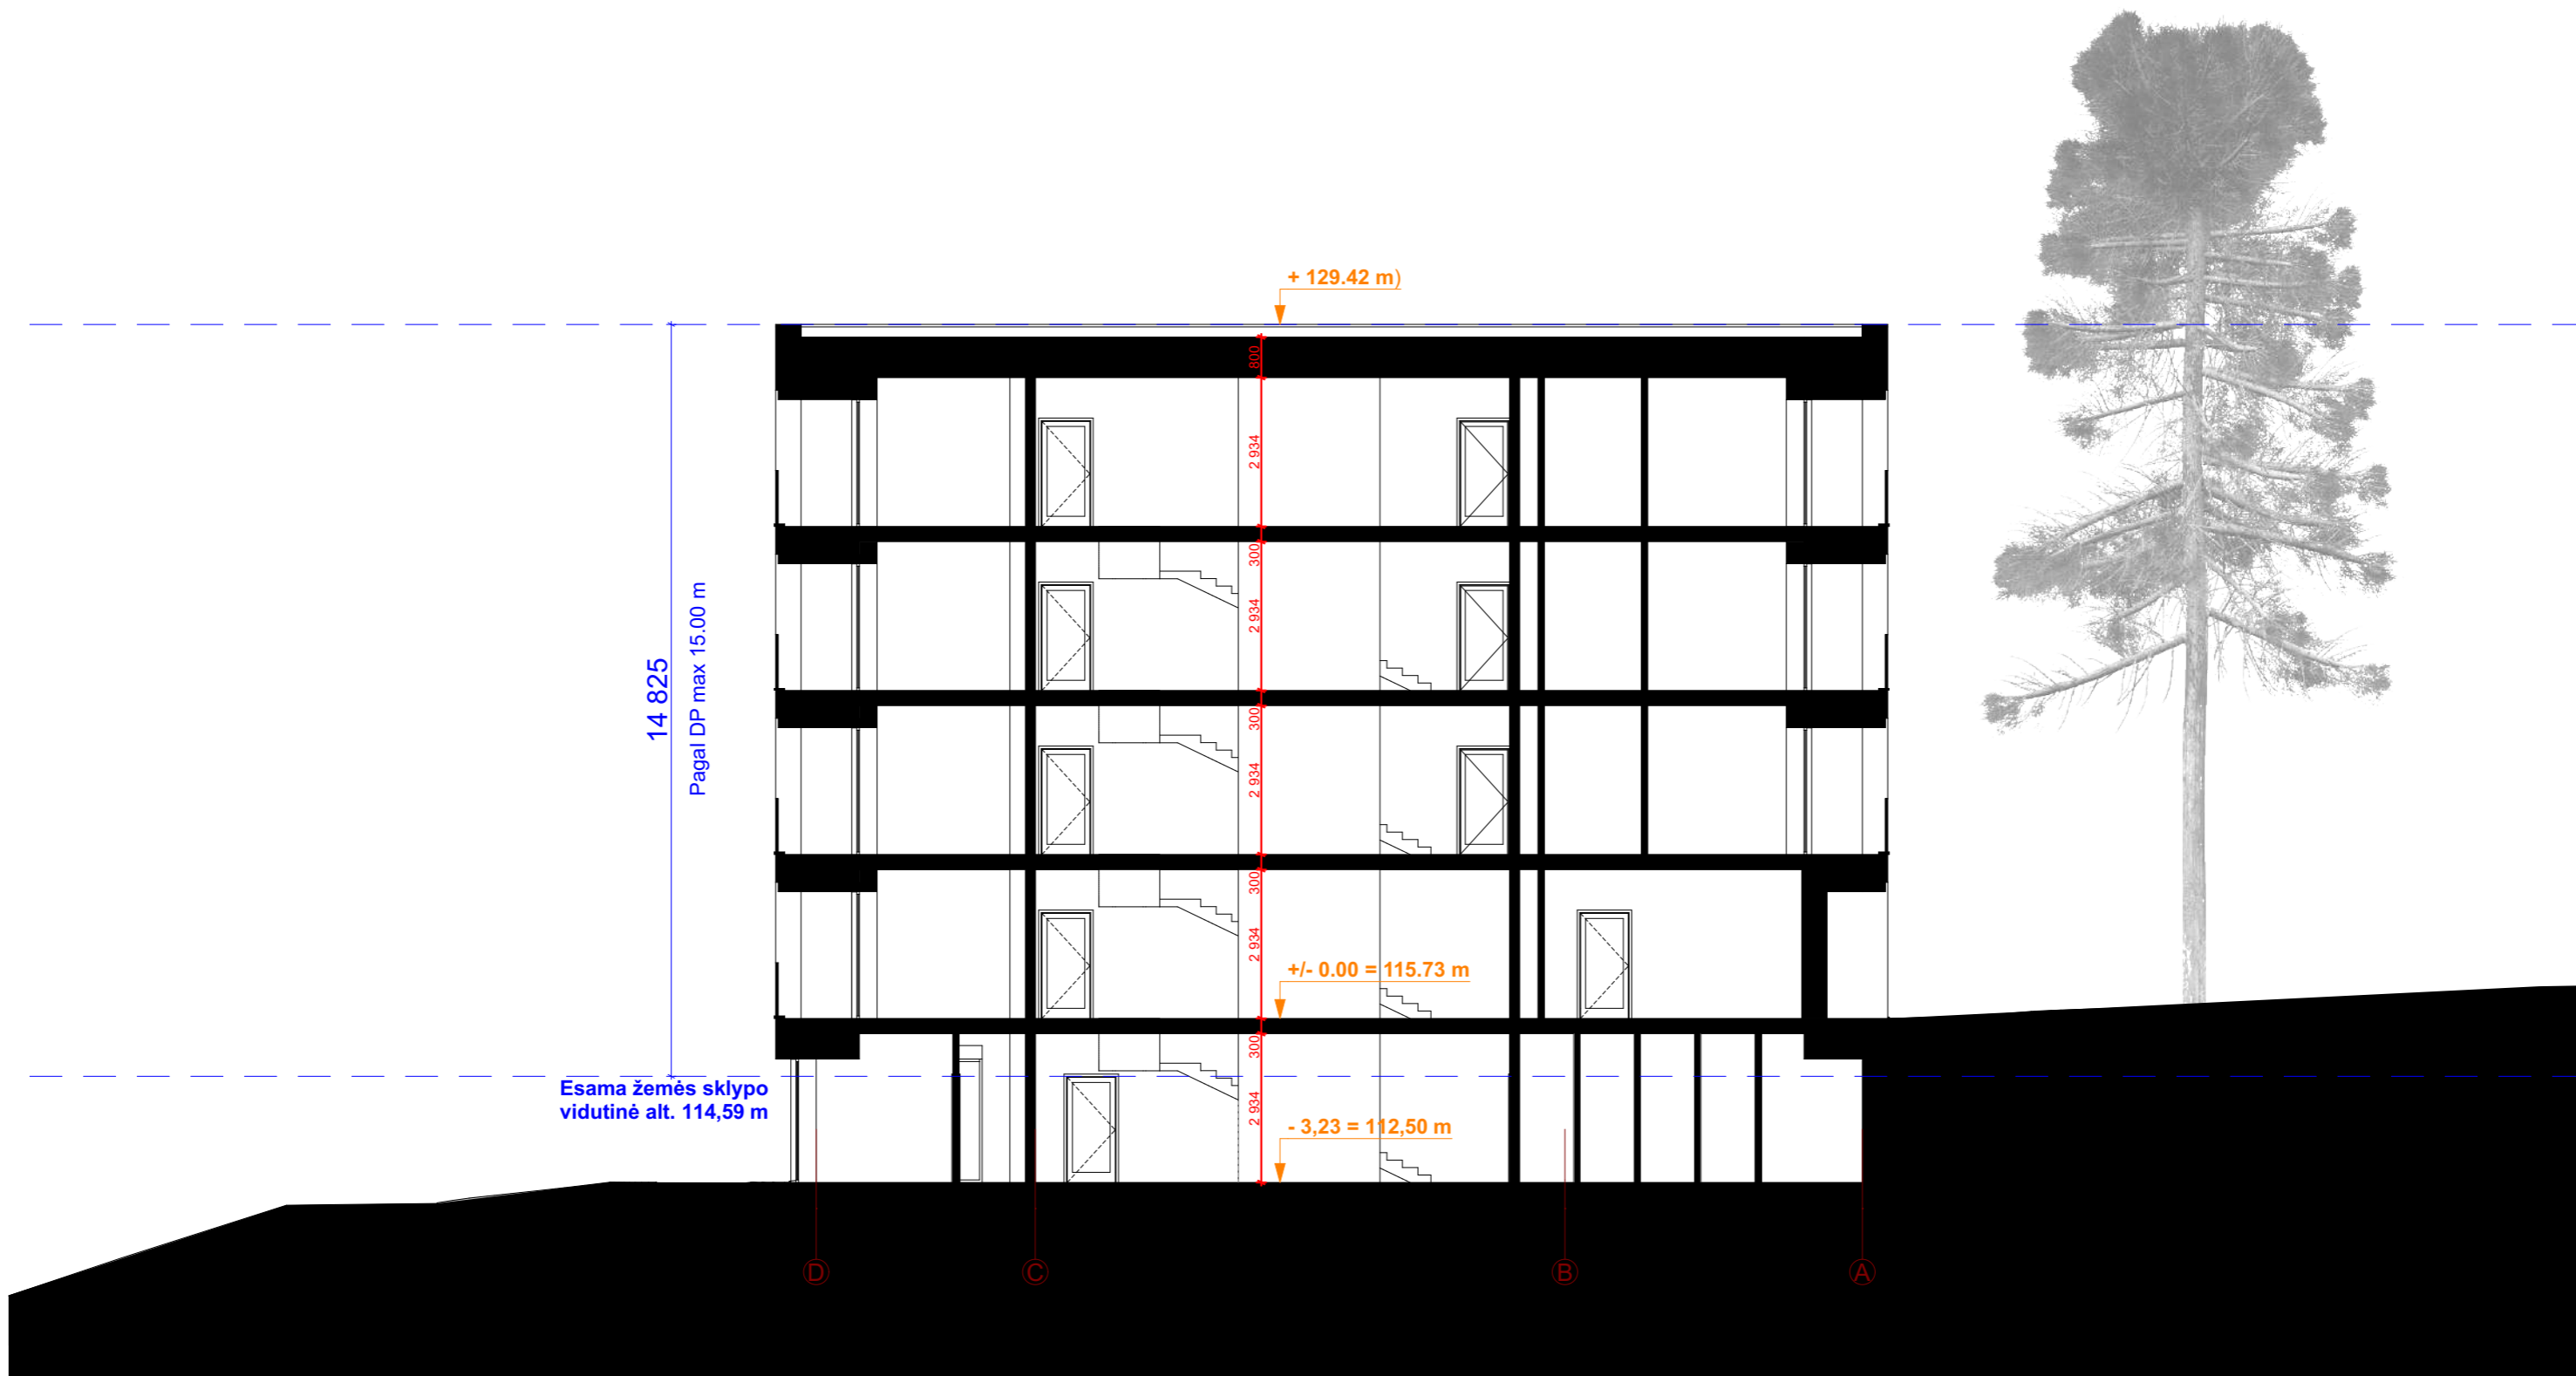 + 129.42 m)
800
2 934
300
2 934
14 825
Pagal DP max 15.00 m
300
2 934
300
2 934
+/- 0.00 = 115.73 m
300
Esama žemės sklypo
vidutinė alt. 114,59 m
2 934
- 3,23 = 112,50 m
D
C
B
A